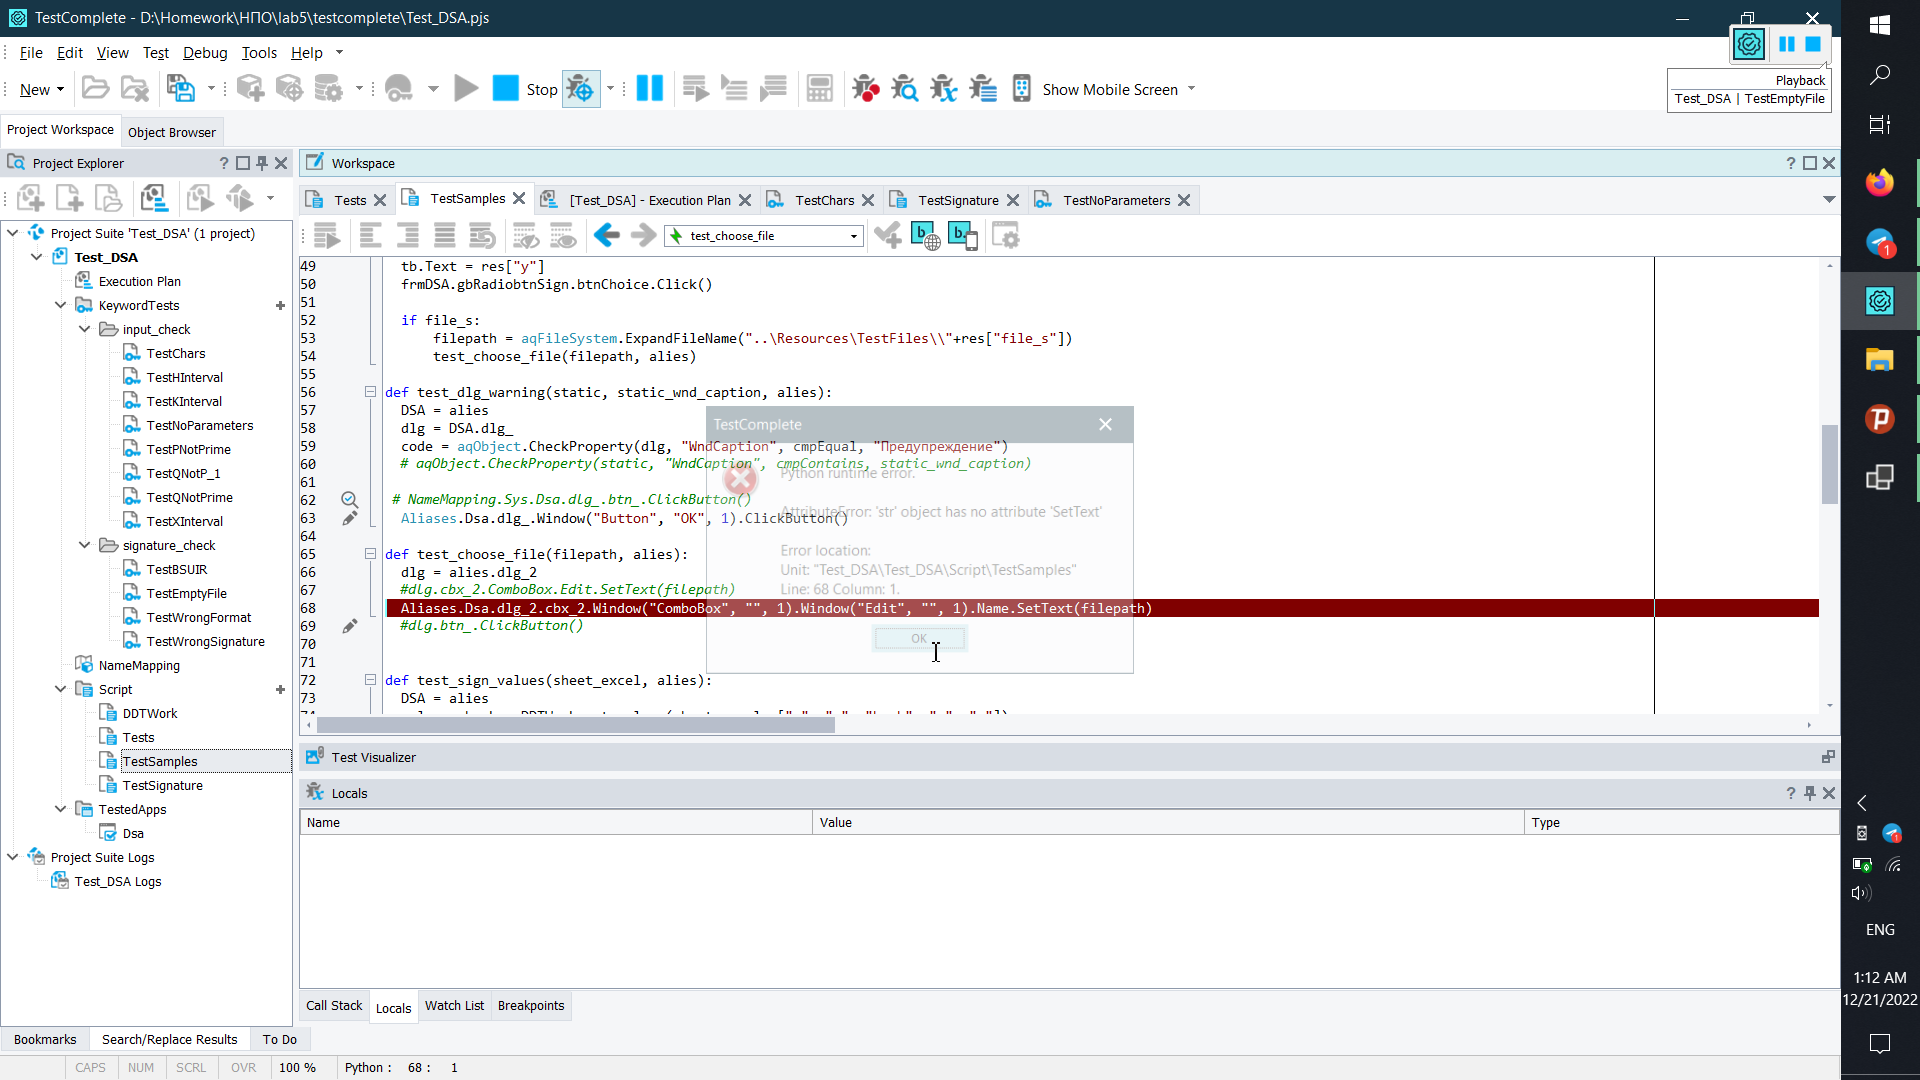 TestComplete - D:\Homework\НПО\lab5\testcomplete\Test_DSA.pjs
File Edit View Test Debug Tools Help
New
Stop
Show Mobile Screen
Playback
Test_DSA | TestEmptyFile
Project Workspace Object Browser
Project Explorer
Workspace
Tests TestSamples [Test_DSA] - Execution Plan TestChars TestSignature TestNoParameters
test_choose_file
Project Suite 'Test_DSA' (1 project)
Test_DSA
Execution Plan
KeywordTests
input_check
TestChars
TestHInterval
TestKInterval
TestNoParameters
TestPNotPrime
TestQNotP_1
TestQNotPrime
TestXInterval
signature_check
TestBSUIR
TestEmptyFile
TestWrongFormat
TestWrongSignature
NameMapping
Script
DDTWork
Tests
TestSamples
TestSignature
TestedApps
Dsa
Project Suite Logs
Test_DSA Logs
49 tb.Text = res["y"]
50 frmDSA.gbRadiobtnSign.btnChoice.Click()
51
52 if file_s:
53 filepath = aqFileSystem.ExpandFileName("..\Resources\TestFiles\\"+res["file_s"])
54 test_choose_file(filepath, alies)
55
56 def test_dlg_warning(static, static_wnd_caption, alies):
57 DSA = alies
58 dlg = DSA.dlg_
59 code = aqObject.CheckProperty(dlg, "WndCaption", cmpEqual, "Предупреждение")
60 # aqObject.CheckProperty(static, "WndCaption", cmpContains, static_wnd_caption)
61
62 # NameMapping.Sys.Dsa.dlg_.btn_.ClickButton()
63 Aliases.Dsa.dlg_.Window("Button", "OK", 1).ClickButton()
64
65 def test_choose_file(filepath, alies):
66 dlg = alies.dlg_2
67 #dlg.cbx_2.ComboBox.Edit.SetText(filepath)
68 Aliases.Dsa.dlg_2.cbx_2.Window("ComboBox", "", 1).Window("Edit", "", 1).Name.SetText(filepath)
69 #dlg.btn_.ClickButton()
70
71
72 def test_sign_values(sheet_excel, alies):
73 DSA = alies
TestComplete
Python runtime error.
AttributeError: 'str' object has no attribute 'SetText'
Error location:
Unit: "Test_DSA\Test_DSA\Script\TestSamples"
Line: 68 Column: 1.
OK
Test Visualizer
Locals
Name Value Type
Call Stack Locals Watch List Breakpoints
Bookmarks Search/Replace Results To Do
CAPS NUM SCRL OVR 100 % Python : 68 : 1
1
1
ENG
1:12 AM
12/21/2022